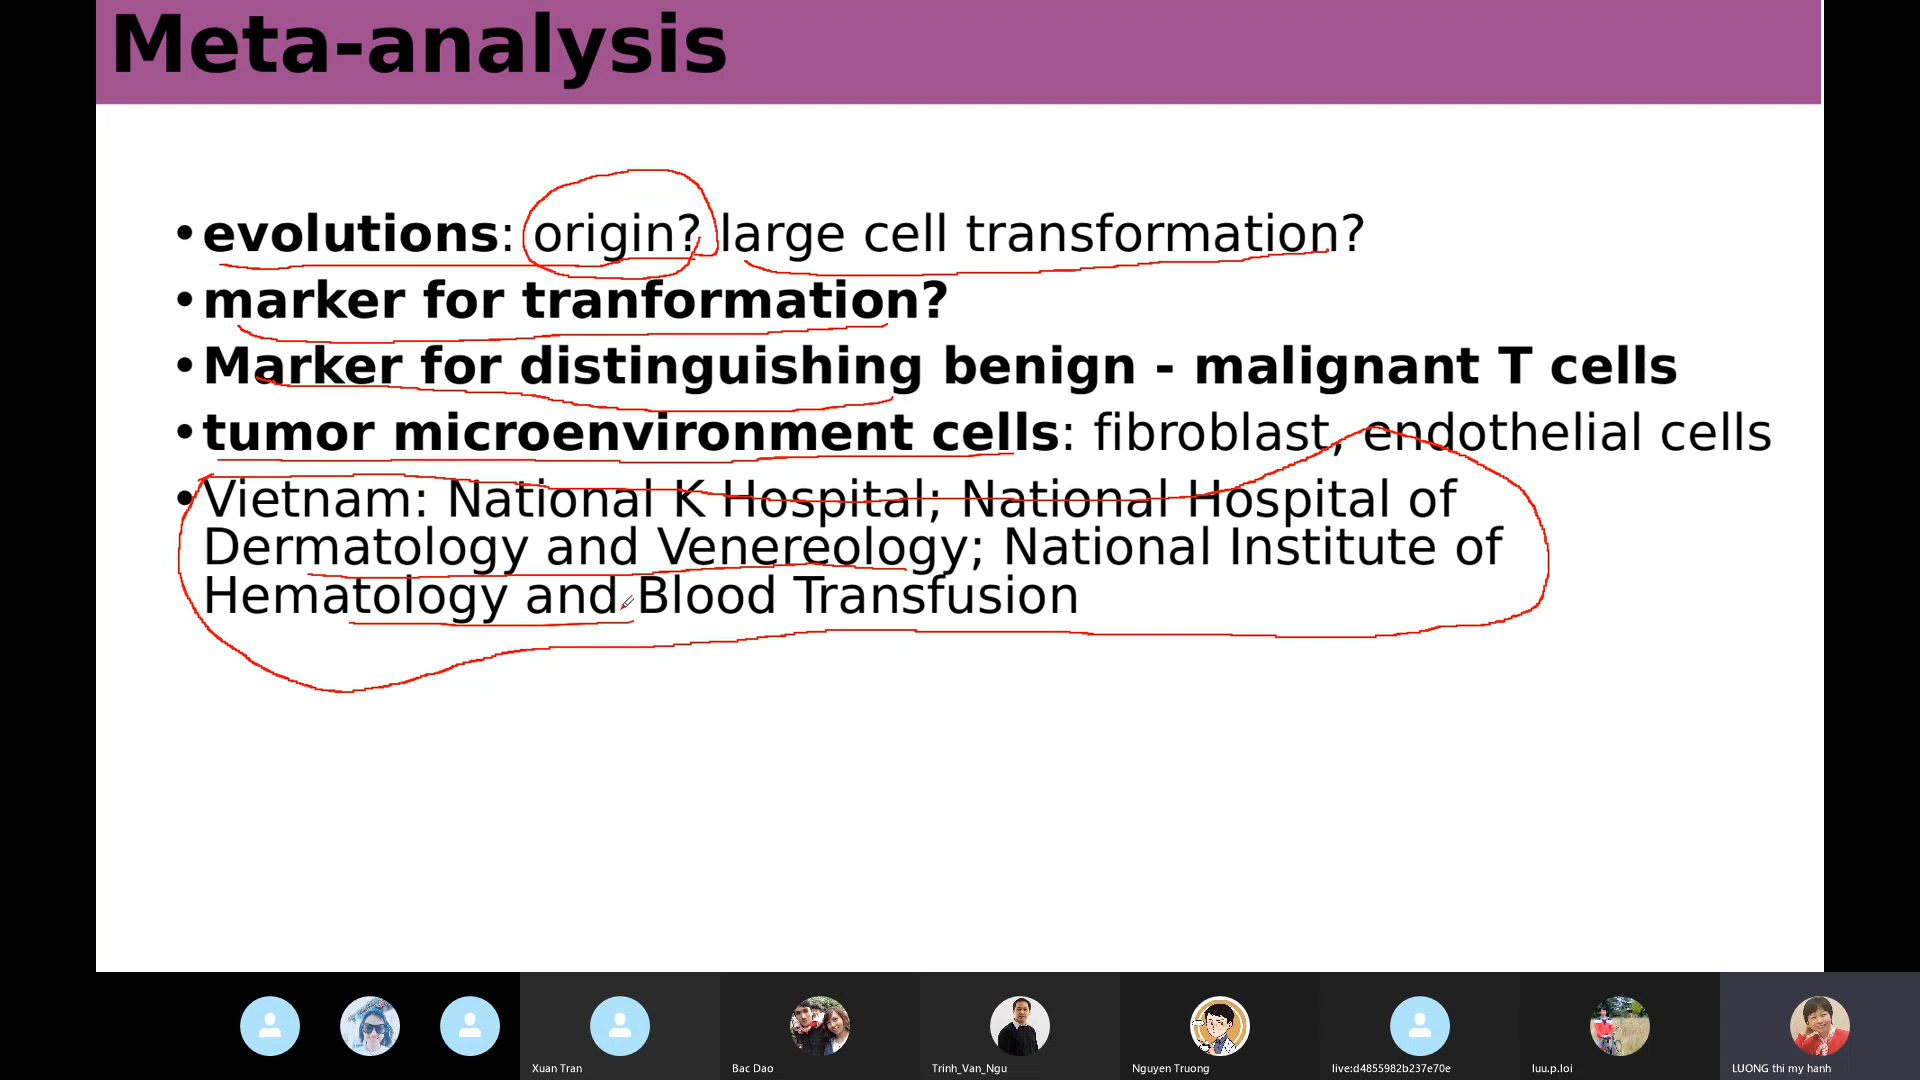 Meta-analysis
•evolutions: origin? large cell transformation?
•marker for tranformation?
•Marker for distinguishing benign - malignant T cells
•tumor microenvironment cells: fibroblast, endothelial cells
•Vietnam: National K Hospital; National Hospital of
Dermatology and Venereology; National Institute of
Hematology and Blood Transfusion
Xuan Tran
Bac Dao
Trinh_Van_Ngu
Nguyen Truong
live:d4855982b237e70e
luu.p.loi
LUONG thi my hanh